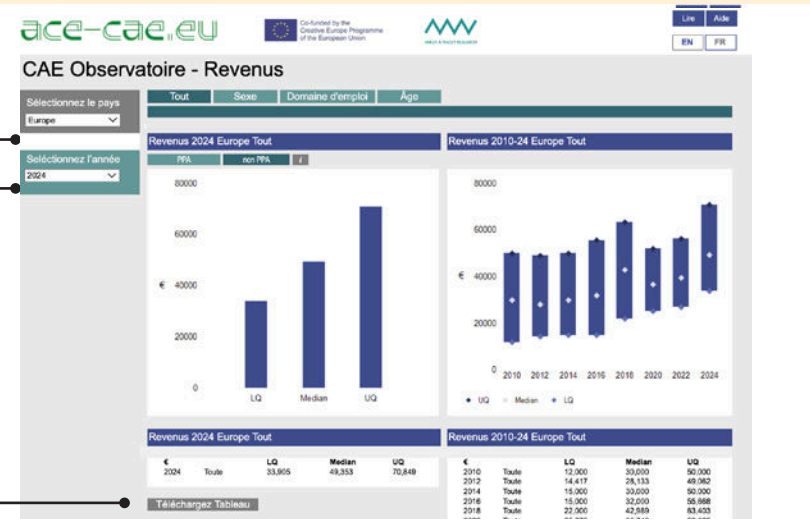 ace-cae.eu
Co-funded by the
Creative Europe Programme
of the European Union
Lire Aide
EN FR
CAE Observatoire - Revenus
Sélectionnez le pays
Europe
Seléctionnez l'année
2024
Tout Sexe Domaine d'emploi Âge
Revenus 2024 Europe Tout
PPA non PPA i
80000
60000
€ 40000
20000
0
LQ Median UQ
Revenus 2010-24 Europe Tout
80000
60000
€ 40000
20000
0
2010 2012 2014 2016 2018 2020 2022 2024
UQ Median LQ
Revenus 2024 Europe Tout
€ LQ Median UQ
2024 Toute 33,905 49,353 70,849
Téléchargez Tableau
Revenus 2010-24 Europe Tout
€ LQ Median UQ
2010 Toute 12,000 30,000 50,000
2012 Toute 14,417 28,133 49,062
2014 Toute 15,000 30,000 50,000
2016 Toute 15,000 32,000 55,668
2018 Toute 22,000 42,989 63,403